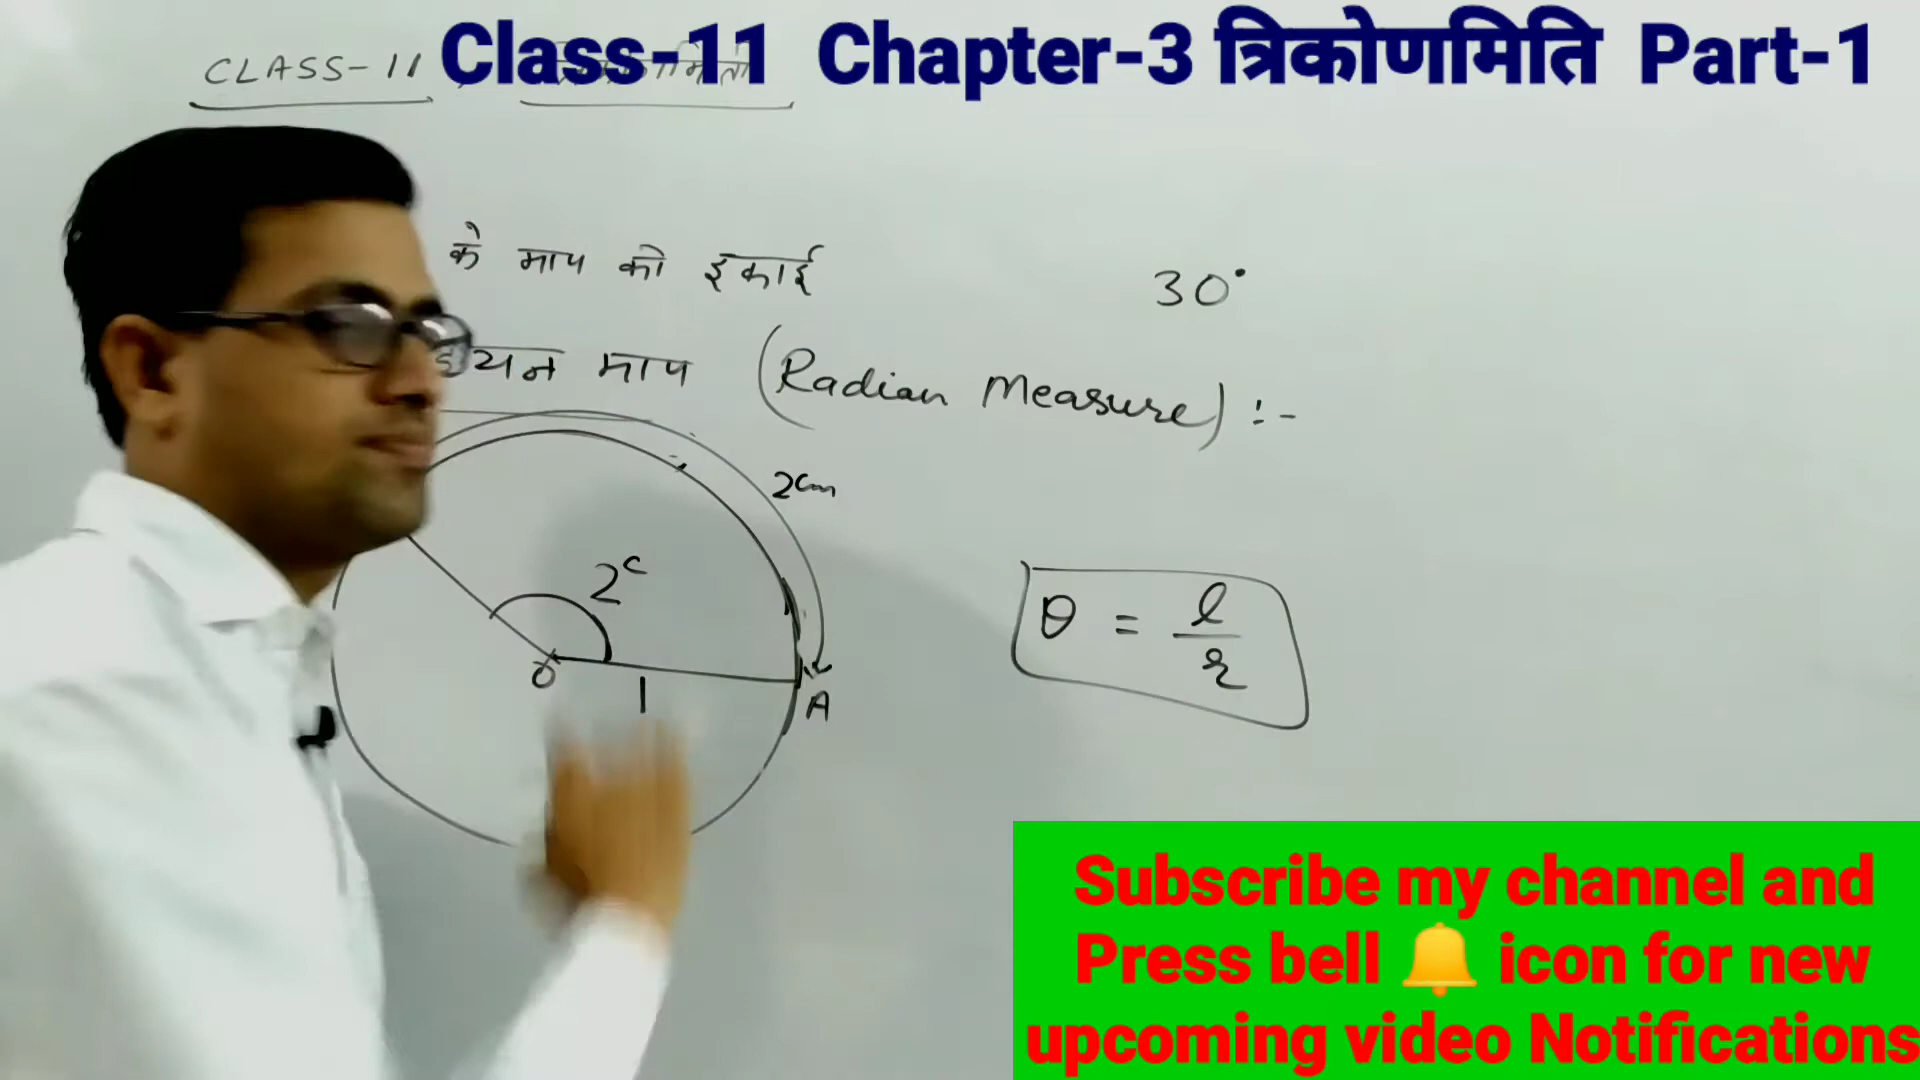 Class-11 Chapter-3 त्रिकोणमिति Part-1
CLASS-11
के माप की इकाई
30°
यन माप (Radian Measure) :-
2cm
2ᶜ
θ = l/r
O
1
A
Subscribe my channel and
Press bell 🔔 icon for new
upcoming video Notifications